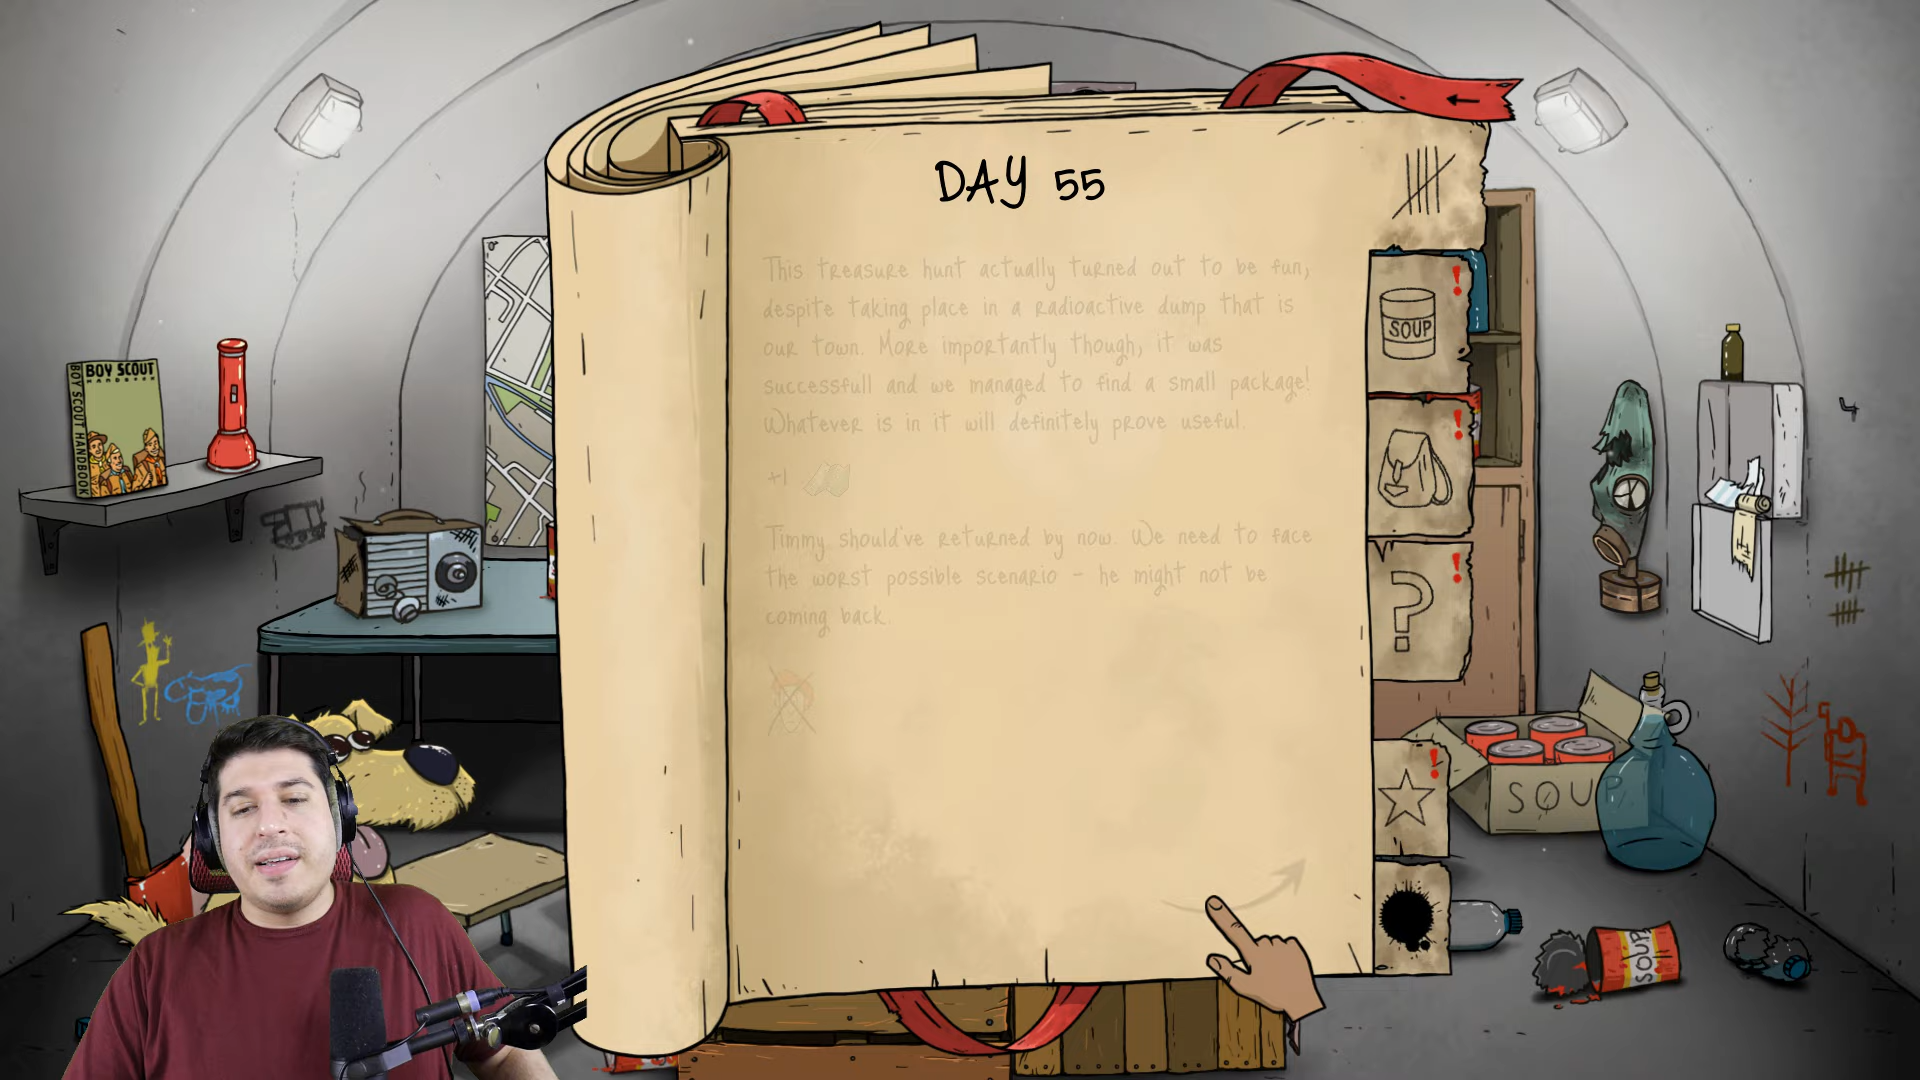 DAY 55
This treasure hunt actually turned out to be fun,
despite taking place in a radioactive dump that is
our town. More importantly though, it was
successfull and we managed to find a small package!
Whatever is in it will definitely prove useful.
+1
Timmy should've returned by now. We need to face
the worst possible scenario - he might not be
coming back.
SOUP
!
!
?
!
!
BOY SCOUT
HANDBOOK
BOY SCOUT HANDBOOK
SOUP
SOUP